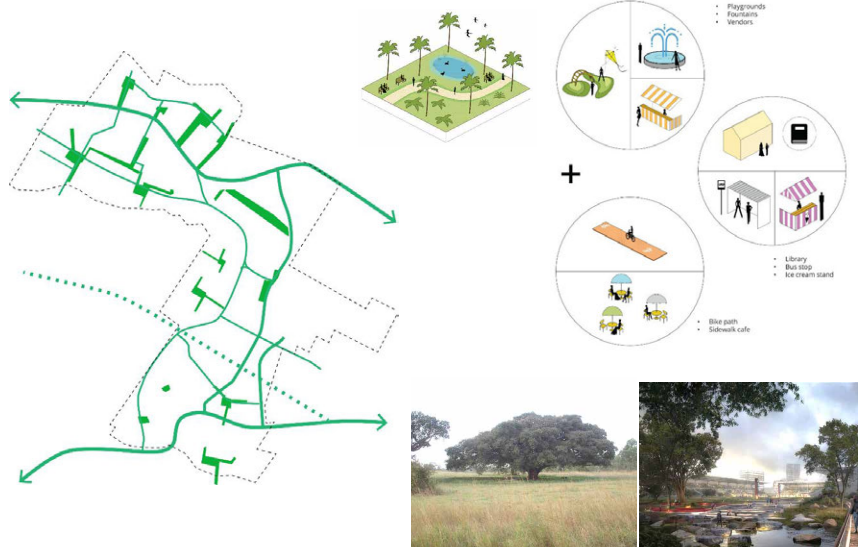 Playgrounds
Fountains
Vendors
+
Library
Bus stop
Ice cream stand
Bike path
Sidewalk cafe